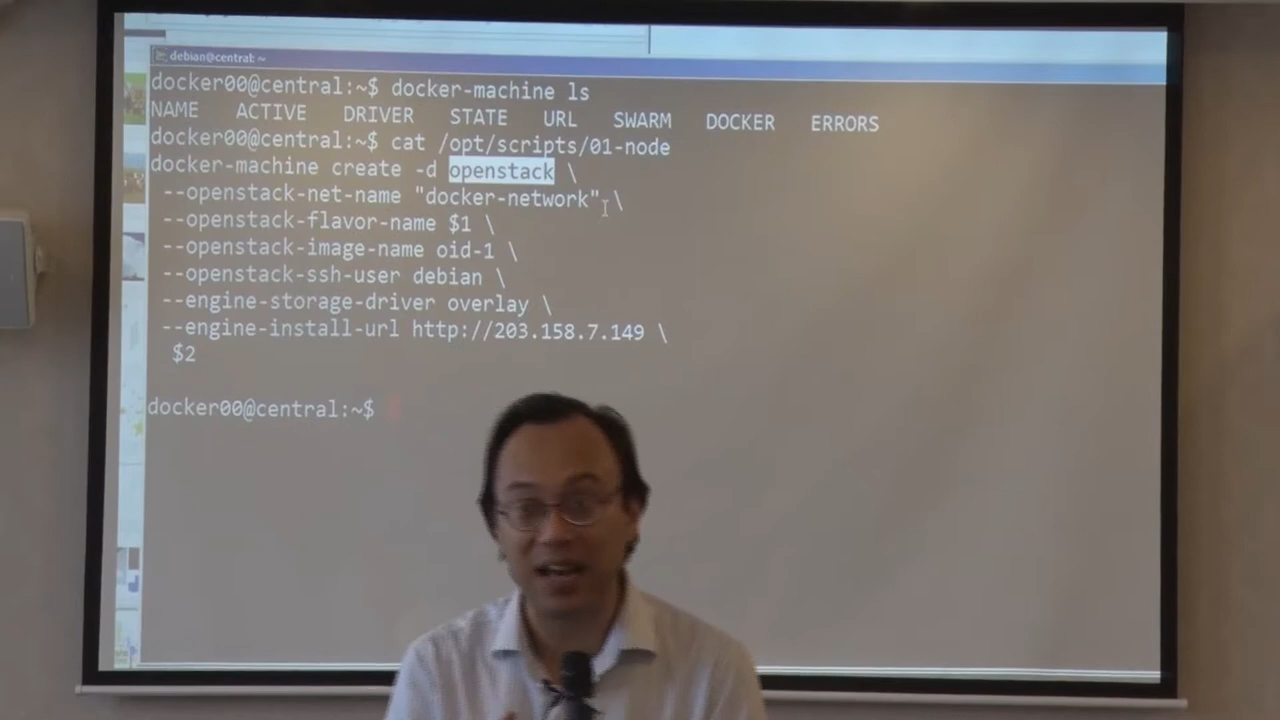 debian@central: ~
docker00@central:~$ docker-machine ls
NAME   ACTIVE   DRIVER   STATE   URL   SWARM   DOCKER   ERRORS
docker00@central:~$ cat /opt/scripts/01-node
docker-machine create -d openstack \
--openstack-net-name "docker-network" \
--openstack-flavor-name $1 \
--openstack-image-name oid-1 \
--openstack-ssh-user debian \
--engine-storage-driver overlay \
--engine-install-url http://203.158.7.149 \
$2
docker00@central:~$